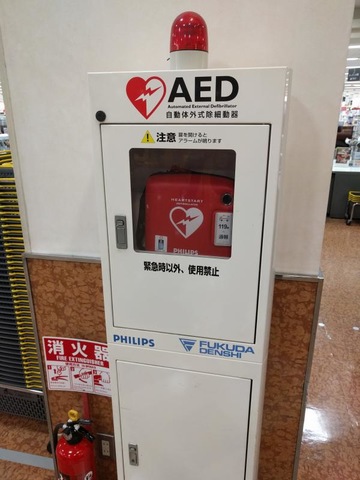 AED
Automated External Defibrillator
自動体外式除細動器
注意
扉を開けると
アラームが鳴ります
HEARTSTART
PHILIPS
緊急時以外、使用禁止
PHILIPS
FUKUDA
DENSHI
消火器
FIRE EXTINGUISHER